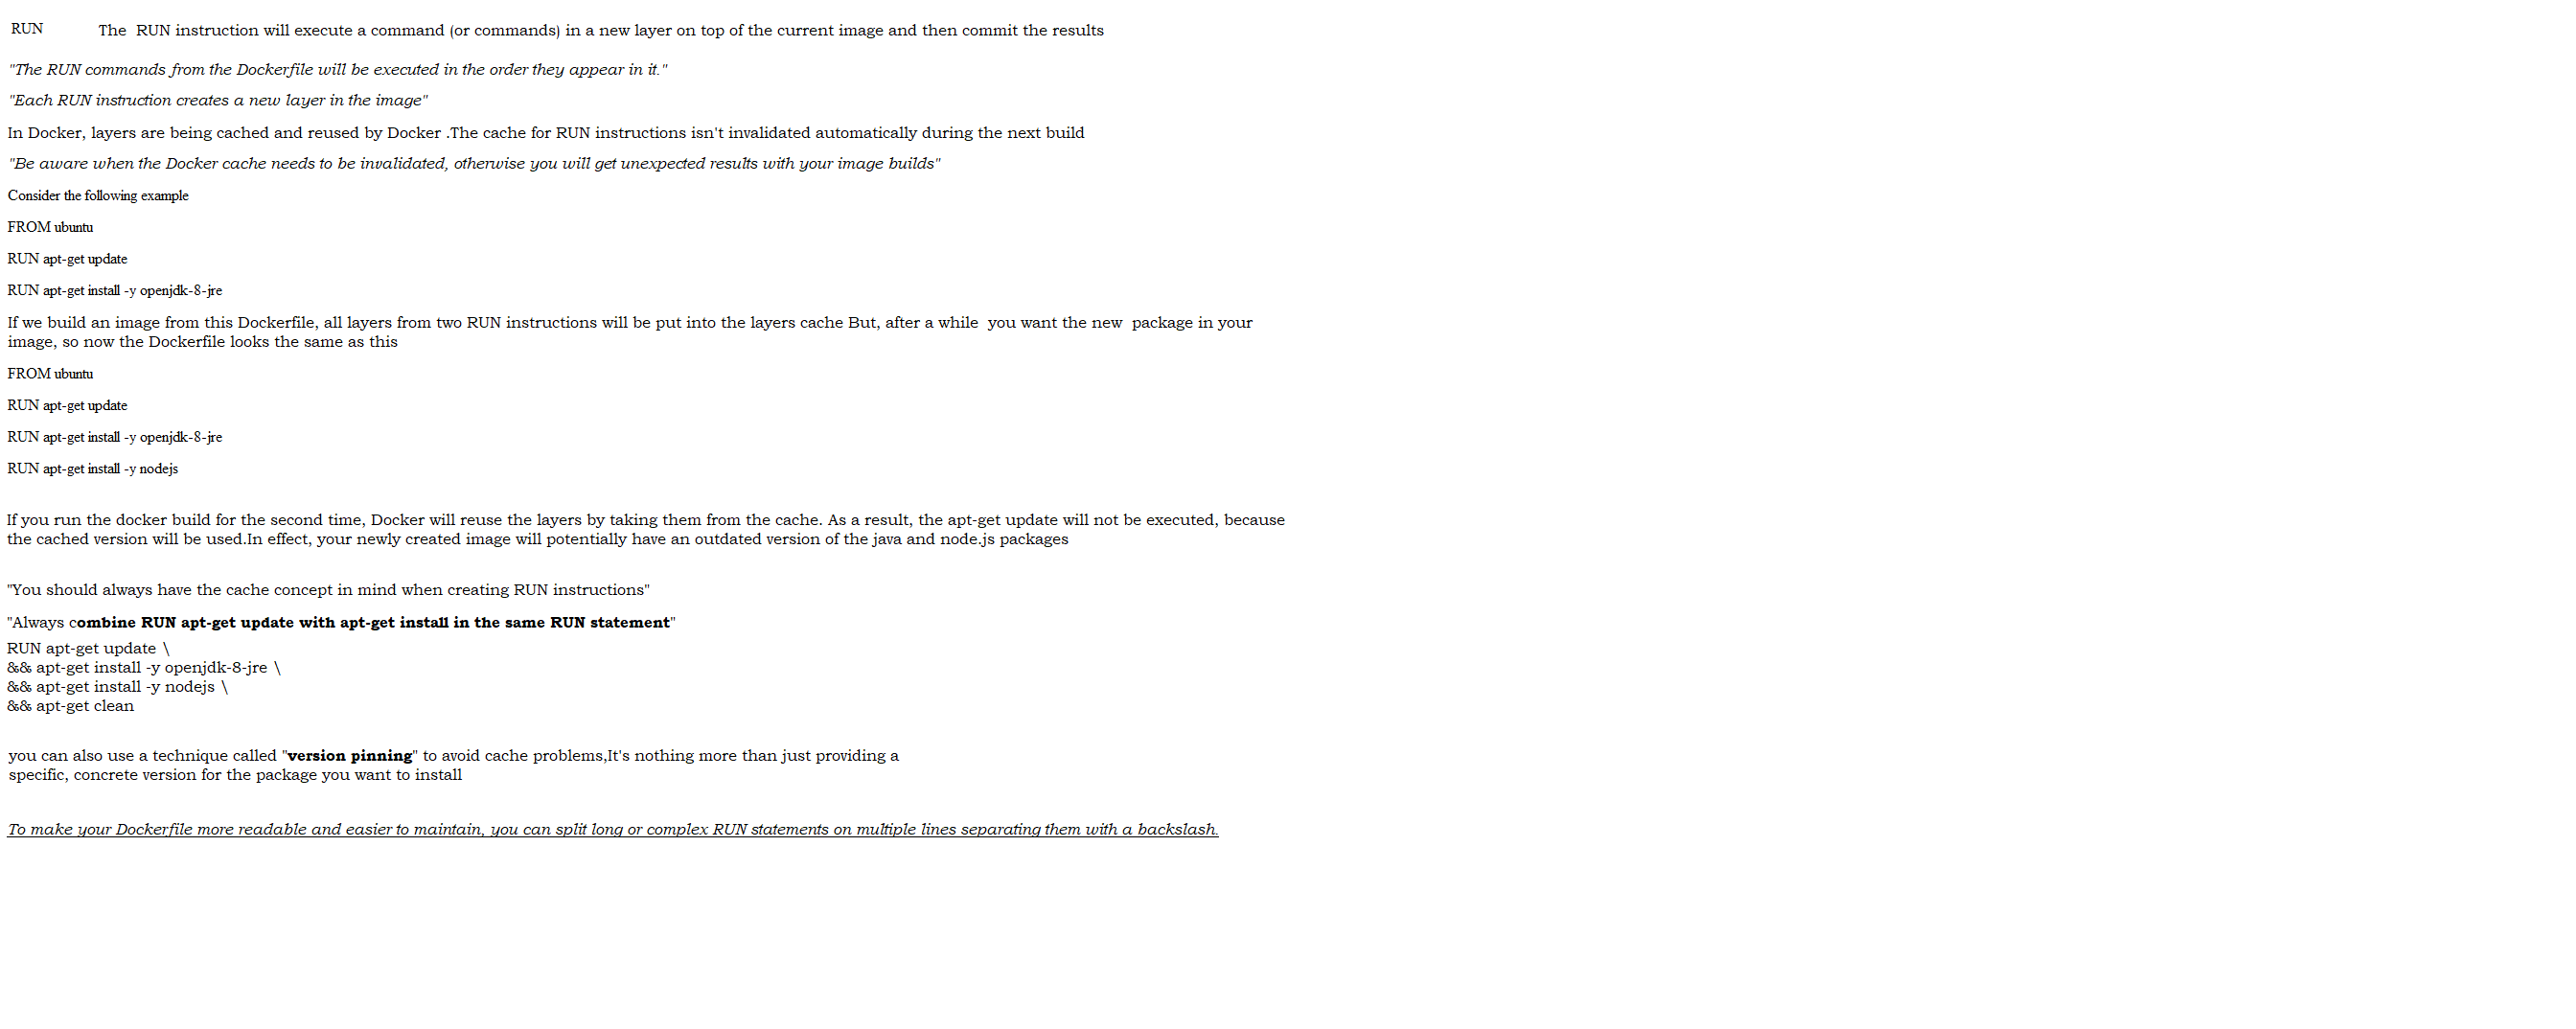 RUN The RUN instruction will execute a command (or commands) in a new layer on top of the current image and then commit the results
"The RUN commands from the Dockerfile will be executed in the order they appear in it."
"Each RUN instruction creates a new layer in the image"
In Docker, layers are being cached and reused by Docker .The cache for RUN instructions isn't invalidated automatically during the next build
"Be aware when the Docker cache needs to be invalidated, otherwise you will get unexpected results with your image builds"
Consider the following example
FROM ubuntu
RUN apt-get update
RUN apt-get install -y openjdk-8-jre
If we build an image from this Dockerfile, all layers from two RUN instructions will be put into the layers cache But, after a while you want the new package in your
image, so now the Dockerfile looks the same as this
FROM ubuntu
RUN apt-get update
RUN apt-get install -y openjdk-8-jre
RUN apt-get install -y nodejs
If you run the docker build for the second time, Docker will reuse the layers by taking them from the cache. As a result, the apt-get update will not be executed, because
the cached version will be used.In effect, your newly created image will potentially have an outdated version of the java and node.js packages
"You should always have the cache concept in mind when creating RUN instructions"
"Always combine RUN apt-get update with apt-get install in the same RUN statement"
RUN apt-get update \
&& apt-get install -y openjdk-8-jre \
&& apt-get install -y nodejs \
&& apt-get clean
you can also use a technique called "version pinning" to avoid cache problems,It's nothing more than just providing a
specific, concrete version for the package you want to install
To make your Dockerfile more readable and easier to maintain, you can split long or complex RUN statements on multiple lines separating them with a backslash.